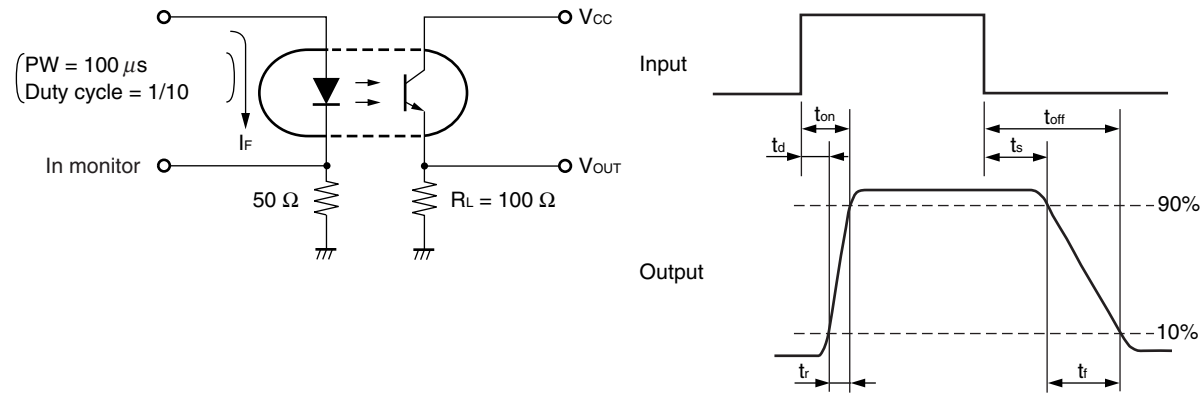 VCC
PW = 100 μs
Duty cycle = 1/10
IF
In monitor
VOUT
50 Ω
RL = 100 Ω
Input
ton
toff
td
ts
90%
Output
10%
tr
tf